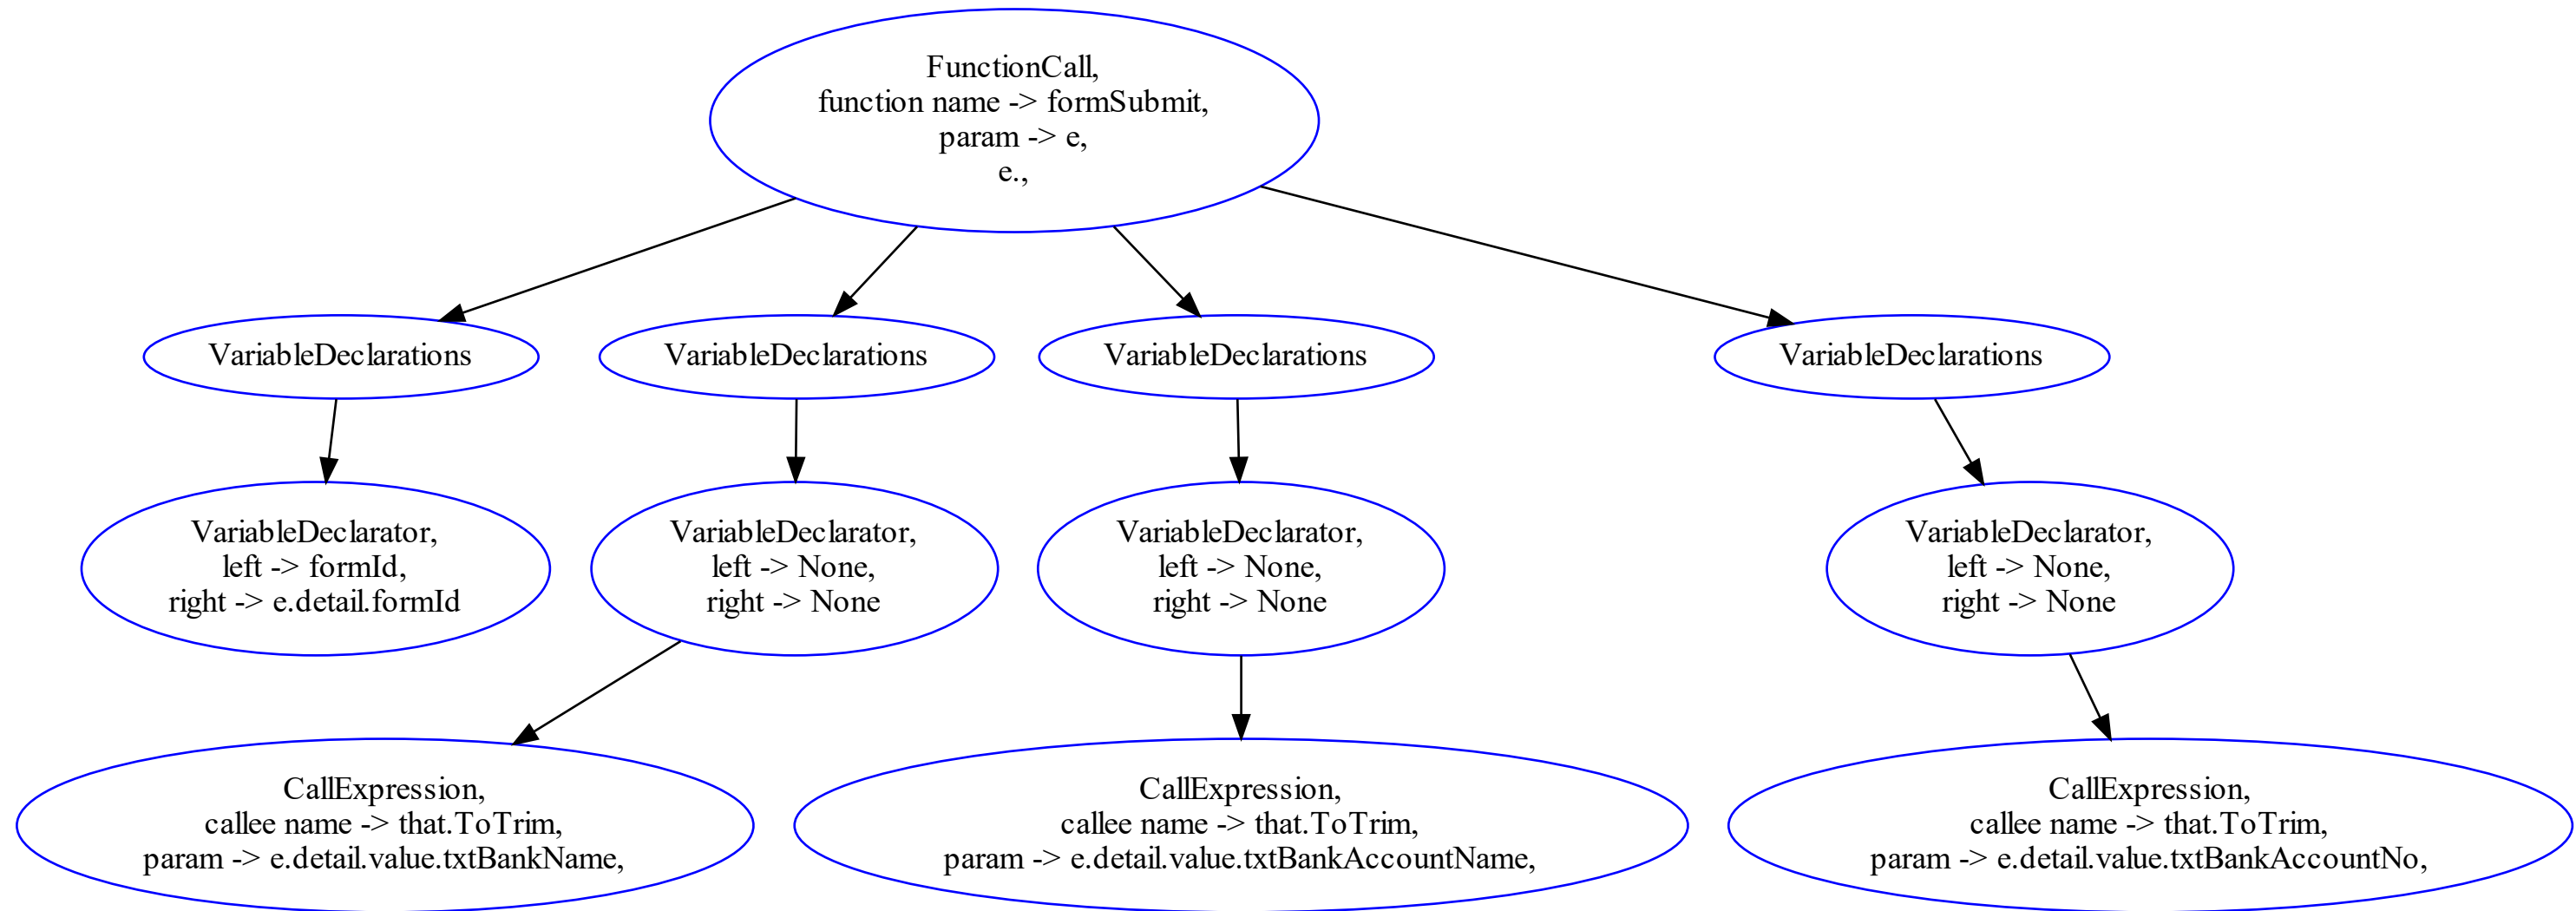 FunctionCall,
function name -> formSubmit,
param -> e,
e.,
VariableDeclarations
VariableDeclarations
VariableDeclarations
VariableDeclarations
VariableDeclarator,
left -> formId,
right -> e.detail.formId
VariableDeclarator,
left -> None,
right -> None
VariableDeclarator,
left -> None,
right -> None
VariableDeclarator,
left -> None,
right -> None
CallExpression,
callee name -> that.ToTrim,
param -> e.detail.value.txtBankName,
CallExpression,
callee name -> that.ToTrim,
param -> e.detail.value.txtBankAccountName,
CallExpression,
callee name -> that.ToTrim,
param -> e.detail.value.txtBankAccountNo,